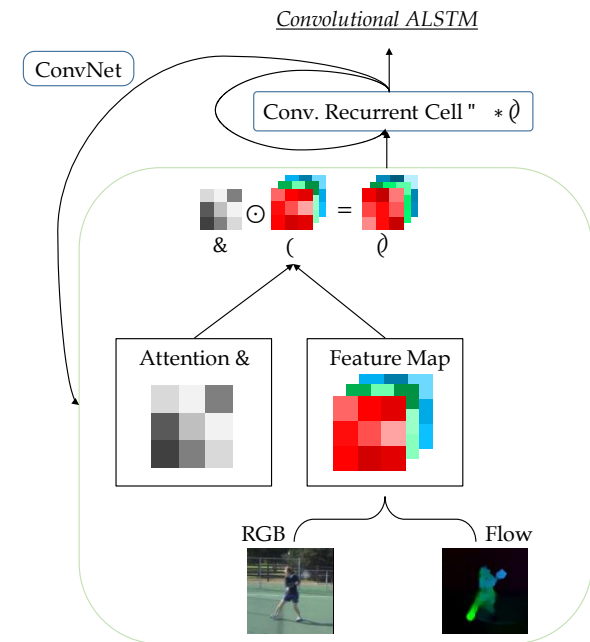 Convolutional ALSTM
ConvNet
Conv. Recurrent Cell " ∗
⊙ =
& (
Attention &
Feature Map
RGB
Flow